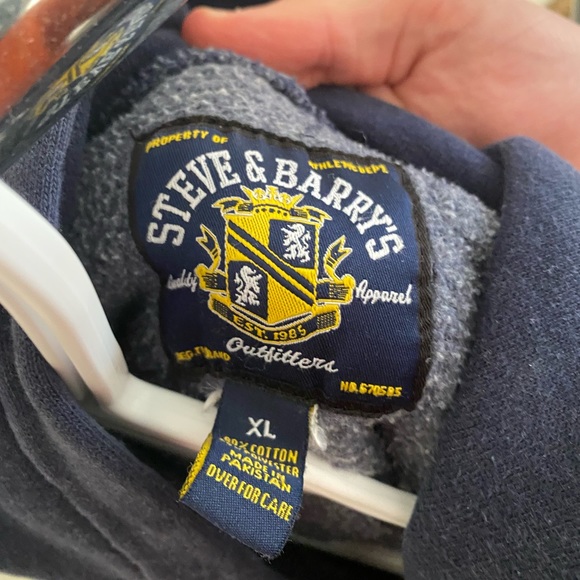 PROPERTY OF
STEVE & BARRY'S
Quality Apparel
EST. 1985
Outfitters
NO.670585
XL
COTTON
MADE IN
PAKISTAN
OVER FOR CARE